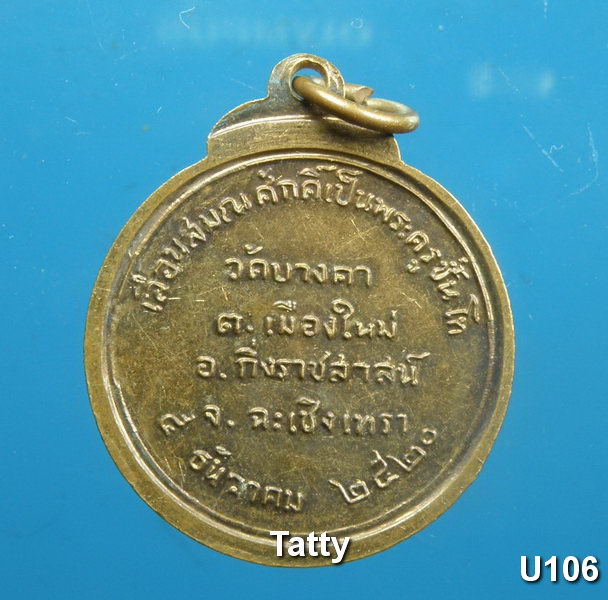 เลื่อนสมณศักดิ์เป็นพระครูชั้นโท
วัดบางคา
ต. เมืองใหม่
อ. กิ่งราชสาสน์
จ. ฉะเชิงเทรา
๕ ธันวาคม ๒๕๒๐
Tatty
U106